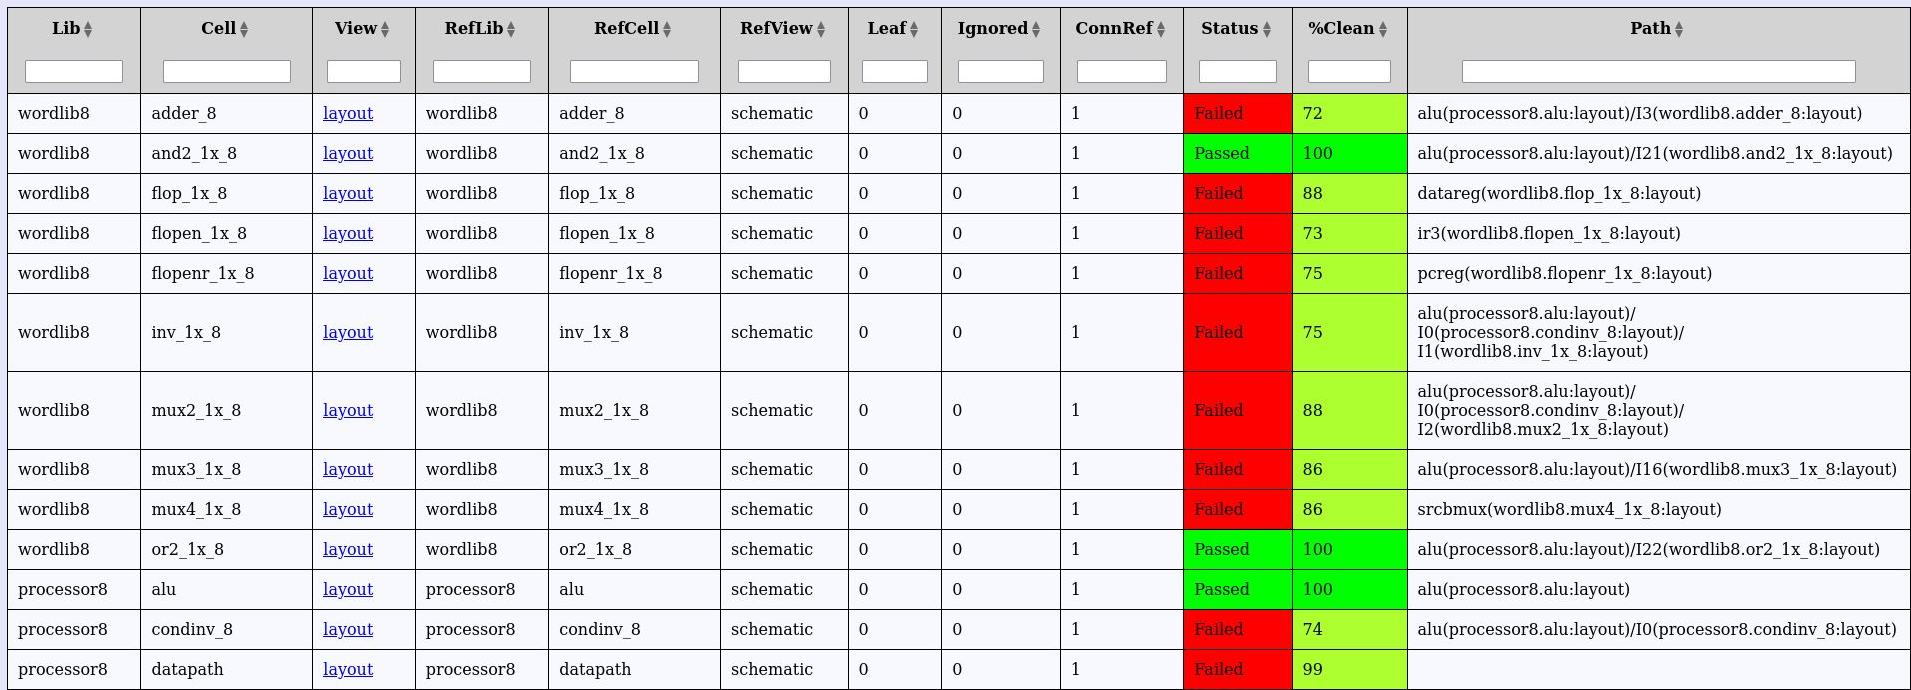 Lib Cell View RefLib RefCell RefView Leaf Ignored ConnRef Status %Clean Path
wordlib8 adder_8 layout wordlib8 adder_8 schematic 0 0 1 Failed 72 alu(processor8.alu:layout)/I3(wordlib8.adder_8:layout)
wordlib8 and2_1x_8 layout wordlib8 and2_1x_8 schematic 0 0 1 Passed 100 alu(processor8.alu:layout)/I21(wordlib8.and2_1x_8:layout)
wordlib8 flop_1x_8 layout wordlib8 flop_1x_8 schematic 0 0 1 Failed 88 datareg(wordlib8.flop_1x_8:layout)
wordlib8 flopen_1x_8 layout wordlib8 flopen_1x_8 schematic 0 0 1 Failed 73 ir3(wordlib8.flopen_1x_8:layout)
wordlib8 flopenr_1x_8 layout wordlib8 flopenr_1x_8 schematic 0 0 1 Failed 75 pcreg(wordlib8.flopenr_1x_8:layout)
wordlib8 inv_1x_8 layout wordlib8 inv_1x_8 schematic 0 0 1 Failed 75 alu(processor8.alu:layout)/
I0(processor8.condinv_8:layout)/
I1(wordlib8.inv_1x_8:layout)
wordlib8 mux2_1x_8 layout wordlib8 mux2_1x_8 schematic 0 0 1 Failed 88 alu(processor8.alu:layout)/
I0(processor8.condinv_8:layout)/
I2(wordlib8.mux2_1x_8:layout)
wordlib8 mux3_1x_8 layout wordlib8 mux3_1x_8 schematic 0 0 1 Failed 86 alu(processor8.alu:layout)/I16(wordlib8.mux3_1x_8:layout)
wordlib8 mux4_1x_8 layout wordlib8 mux4_1x_8 schematic 0 0 1 Failed 86 srcbmux(wordlib8.mux4_1x_8:layout)
wordlib8 or2_1x_8 layout wordlib8 or2_1x_8 schematic 0 0 1 Passed 100 alu(processor8.alu:layout)/I22(wordlib8.or2_1x_8:layout)
processor8 alu layout processor8 alu schematic 0 0 1 Passed 100 alu(processor8.alu:layout)
processor8 condinv_8 layout processor8 condinv_8 schematic 0 0 1 Failed 74 alu(processor8.alu:layout)/I0(processor8.condinv_8:layout)
processor8 datapath layout processor8 datapath schematic 0 0 1 Failed 99